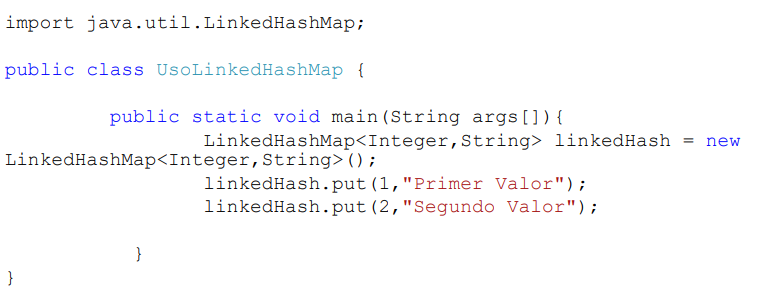 import java.util.LinkedHashMap;
public class UsoLinkedHashMap {
public static void main(String args[]){
LinkedHashMap<Integer,String> linkedHash = new
LinkedHashMap<Integer,String>();
linkedHash.put(1,"Primer Valor");
linkedHash.put(2,"Segundo Valor");
}
}